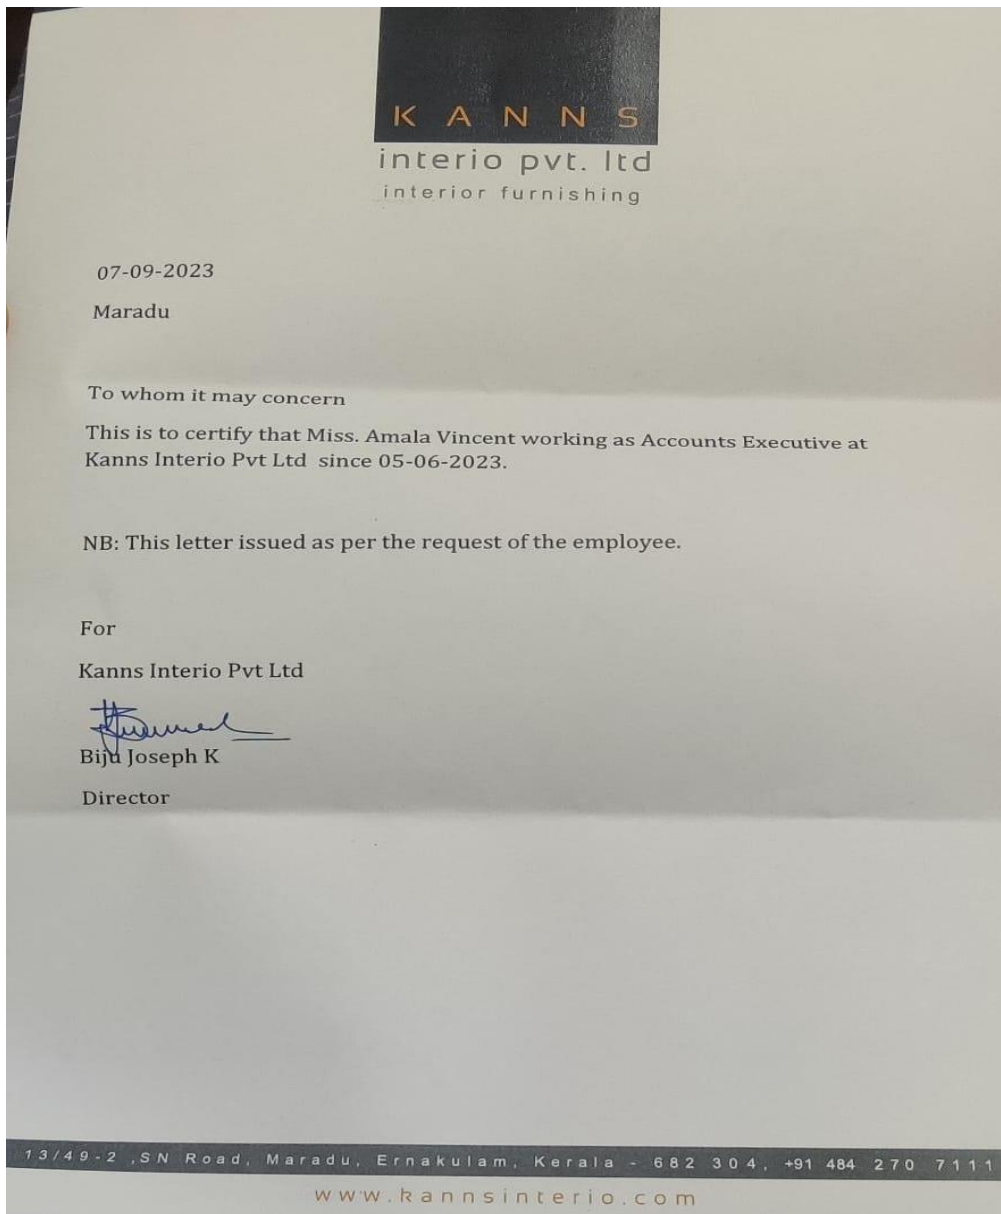 KANNS
interio pvt. ltd
interior furnishing
07-09-2023
Maradu
To whom it may concern
This is to certify that Miss. Amala Vincent working as Accounts Executive at
Kanns Interio Pvt Ltd since 05-06-2023.
NB: This letter issued as per the request of the employee.
For
Kanns Interio Pvt Ltd
Biju Joseph K
Director
13/49-2 ,SN Road, Maradu, Ernakulam, Kerala - 682 304, +91 484 270 7111
www.kannsinterio.com